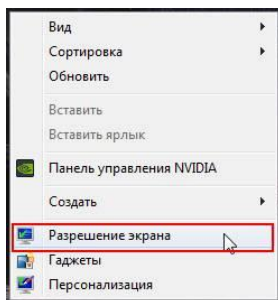 Вид
Сортировка
Обновить
Вставить
Вставить ярлык
Панель управления NVIDIA
Создать
Разрешение экрана
Гаджеты
Персонализация